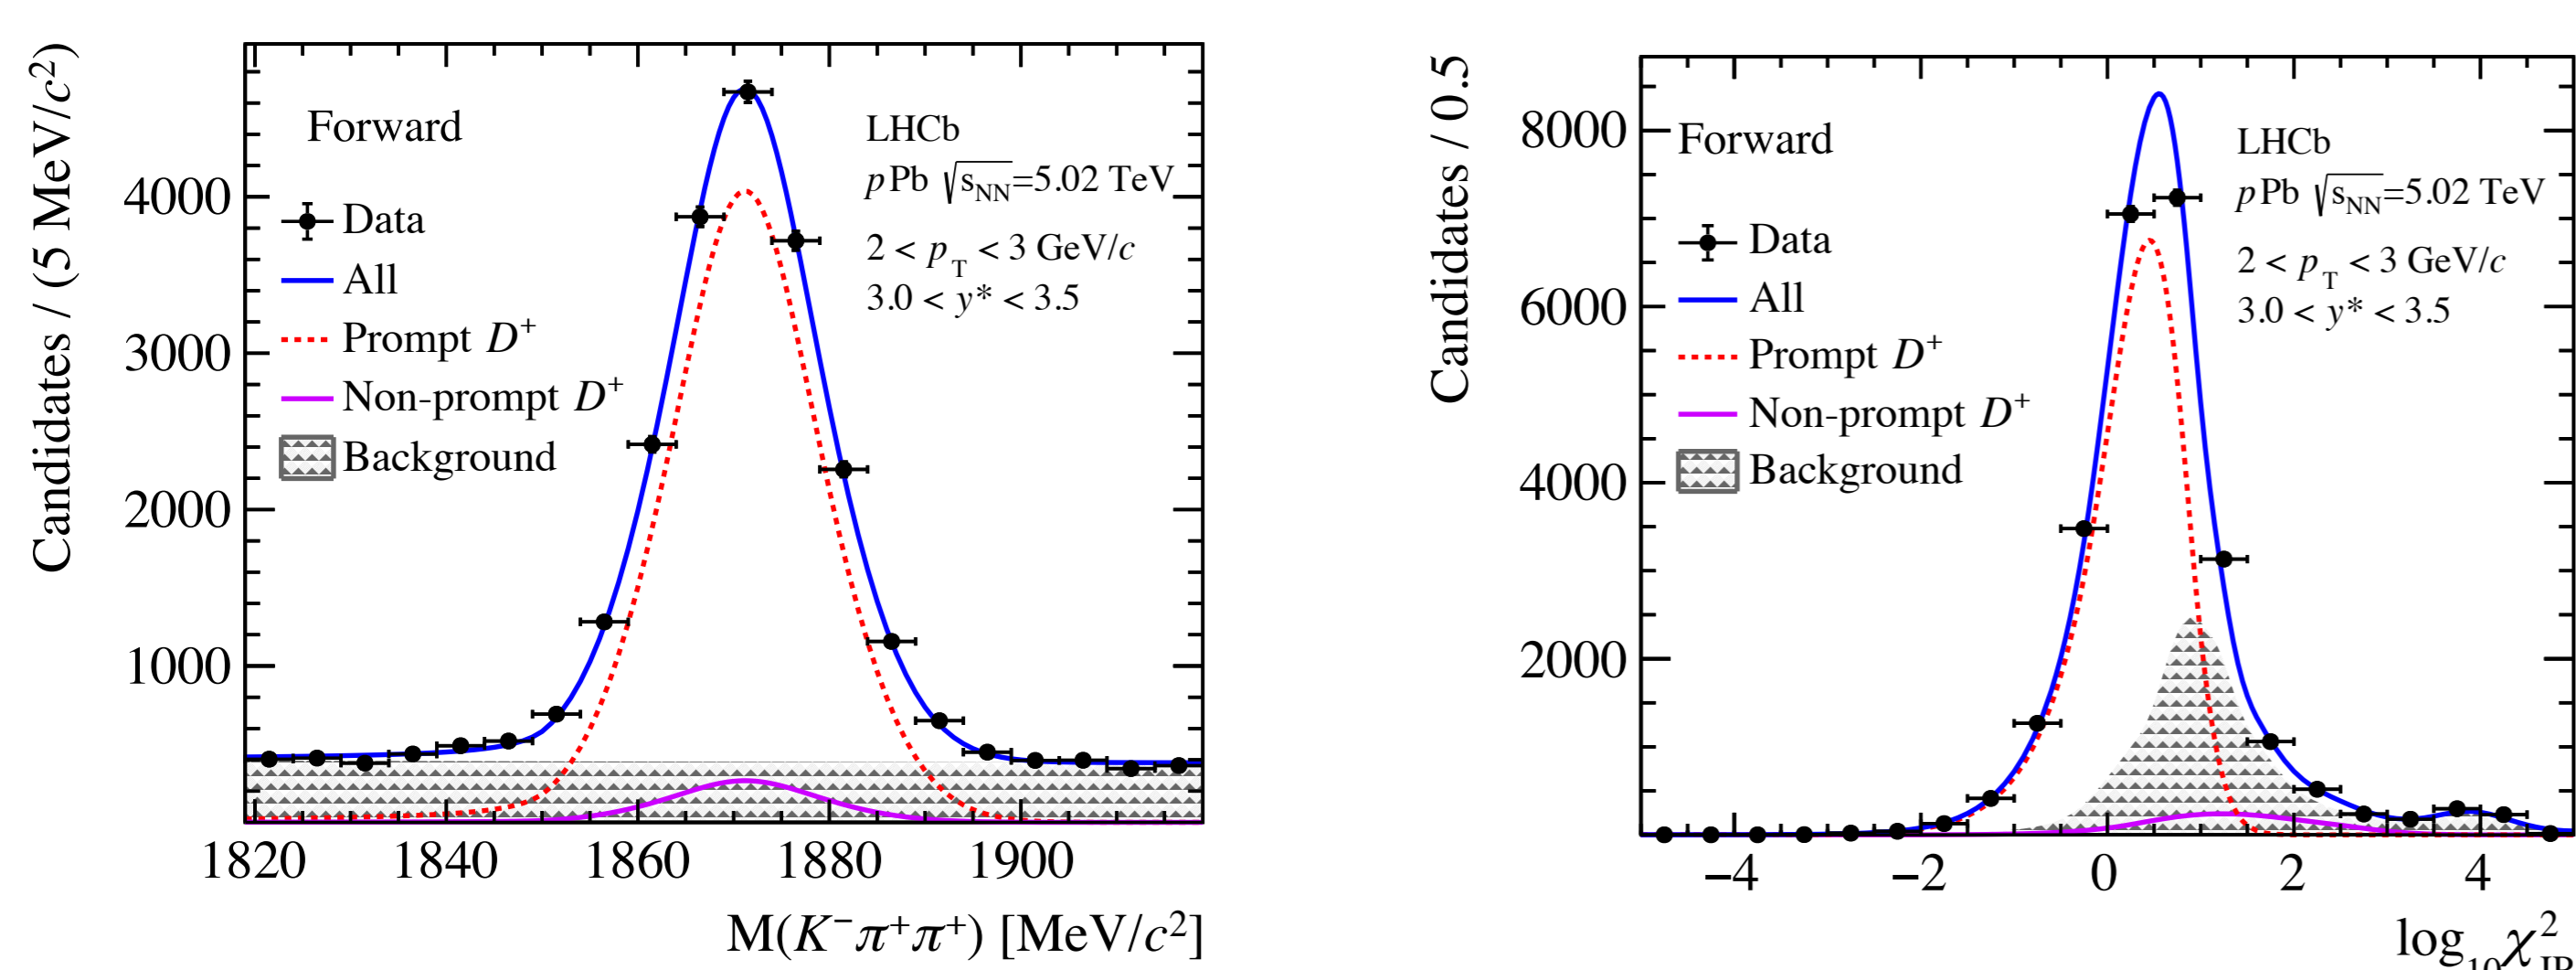 Candidates / (5 MeV/c²)
4000
3000
2000
1000
Forward
Data
All
Prompt D⁺
Non-prompt D⁺
Background
LHCb
pPb √sNN=5.02 TeV
2 < pT < 3 GeV/c
3.0 < y* < 3.5
1820 1840 1860 1880 1900
M(K⁻π⁺π⁺) [MeV/c²]
Candidates / 0.5
8000
6000
4000
2000
Forward
Data
All
Prompt D⁺
Non-prompt D⁺
Background
LHCb
pPb √sNN=5.02 TeV
2 < pT < 3 GeV/c
3.0 < y* < 3.5
−4 −2 0 2 4
log₁₀χ²